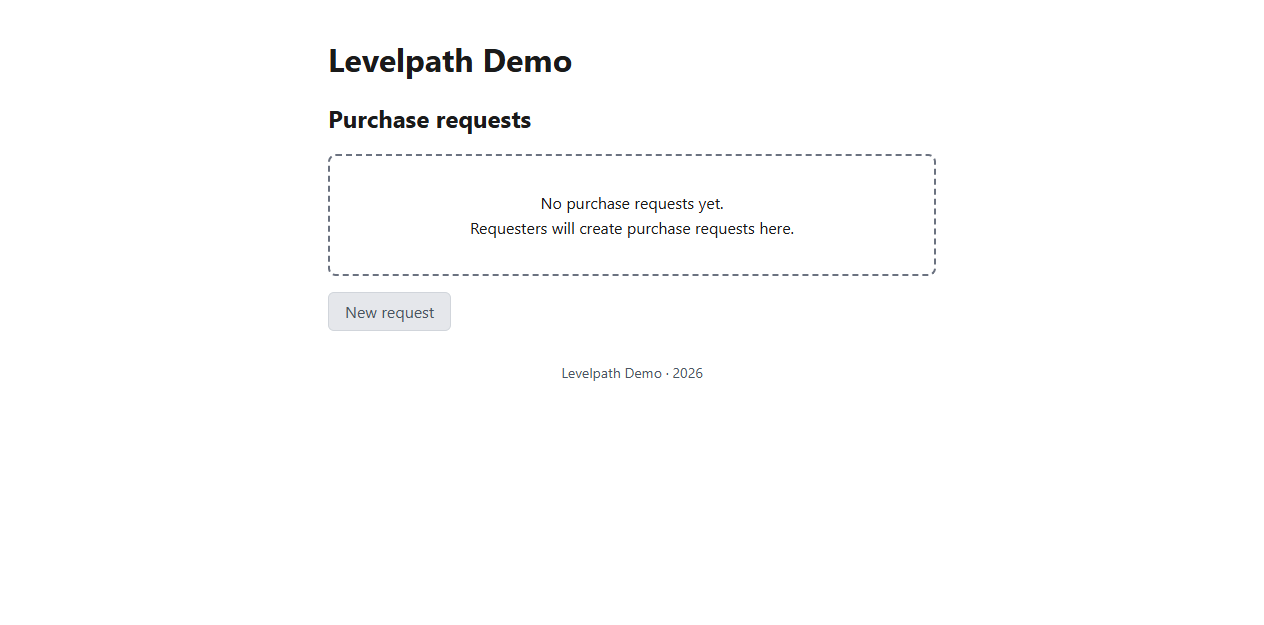 Levelpath Demo
Purchase requests
No purchase requests yet.
Requesters will create purchase requests here.
New request
Levelpath Demo · 2026